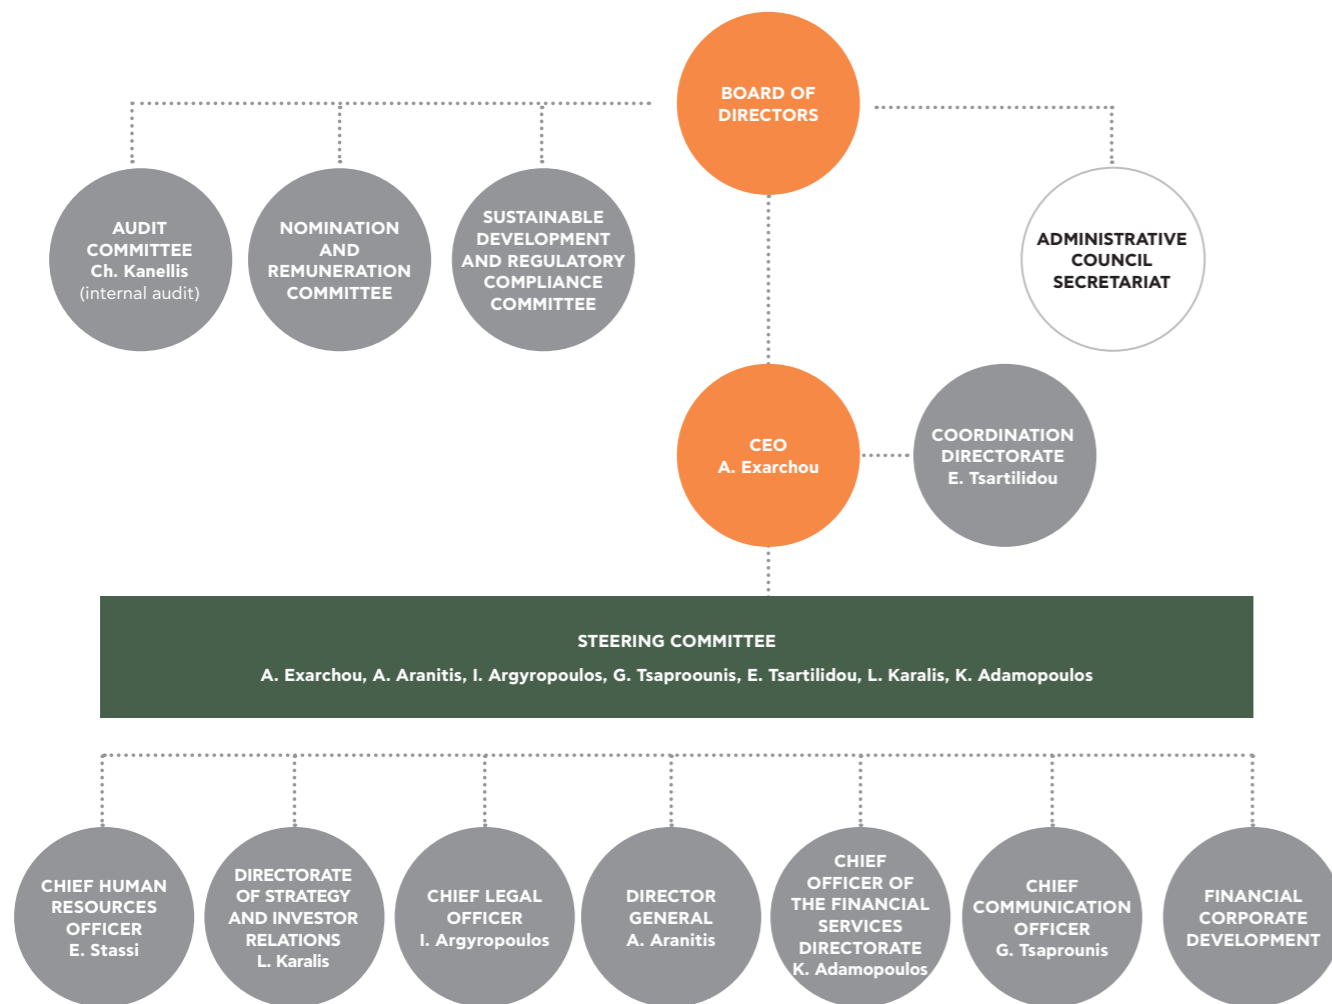 BOARD OF
DIRECTORS
AUDIT
COMMITTEE
Ch. Kanellis
(internal audit)
NOMINATION
AND
REMUNERATION
COMMITTEE
SUSTAINABLE
DEVELOPMENT
AND REGULATORY
COMPLIANCE
COMMITTEE
ADMINISTRATIVE
COUNCIL
SECRETARIAT
CEO
A. Exarchou
COORDINATION
DIRECTORATE
E. Tsartilidou
STEERING COMMITTEE
A. Exarchou, A. Aranitis, I. Argyropoulos, G. Tsaproounis, E. Tsartilidou, L. Karalis, K. Adamopoulos
CHIEF HUMAN
RESOURCES
OFFICER
E. Stassi
DIRECTORATE
OF STRATEGY
AND INVESTOR
RELATIONS
L. Karalis
CHIEF LEGAL
OFFICER
I. Argyropoulos
DIRECTOR
GENERAL
A. Aranitis
CHIEF
OFFICER OF
THE FINANCIAL
SERVICES
DIRECTORATE
K. Adamopoulos
CHIEF
COMMUNICATION
OFFICER
G. Tsaprounis
FINANCIAL
CORPORATE
DEVELOPMENT